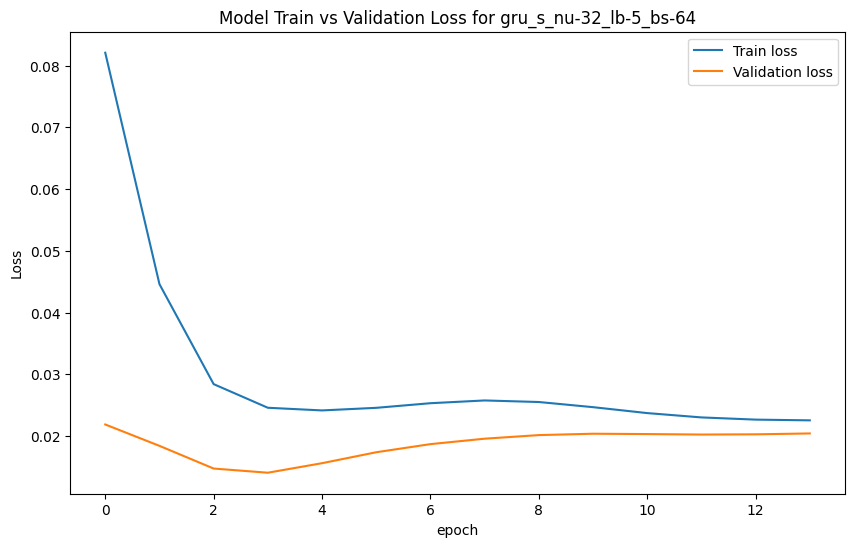 Model Train vs Validation Loss for gru_s_nu-32_lb-5_bs-64
Train loss
Validation loss
0.08
0.07
0.06
0.05
0.04
0.03
0.02
Loss
0 2 4 6 8 10 12
epoch